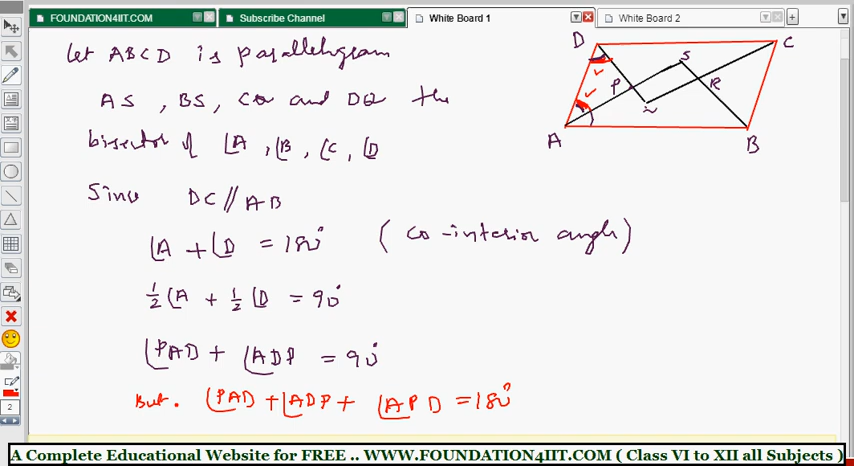 FOUNDATION4IIT.COM
Subscribe Channel
White Board 1
White Board 2
Let ABCD is parallelogram
AS, BS, CQ and DQ the
bisector of ∠A, ∠B, ∠C, ∠D
Since DC // AB
∠A + ∠D = 180° (co-interior angle)
½∠A + ½∠D = 90°
∠PAD + ∠ADP = 90°
But. ∠PAD + ∠ADP + ∠APD = 180°
D
C
S
P
R
A
B
2
A Complete Educational Website for FREE .. WWW.FOUNDATION4IIT.COM ( Class VI to XII all Subjects )